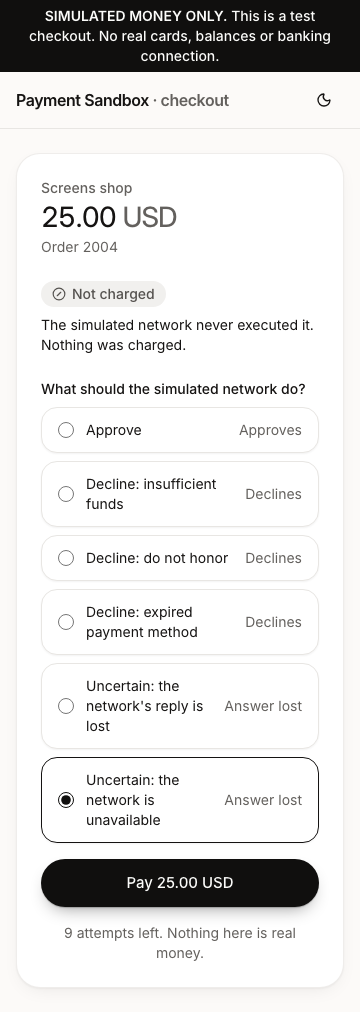 SIMULATED MONEY ONLY. This is a test
checkout. No real cards, balances or banking
connection.
Payment Sandbox · checkout
Screens shop
25.00 USD
Order 2004
Not charged
The simulated network never executed it.
Nothing was charged.
What should the simulated network do?
Approve Approves
Decline: insufficient
funds Declines
Decline: do not honor Declines
Decline: expired
payment method Declines
Uncertain: the
network's reply is
lost Answer lost
Uncertain: the
network is
unavailable Answer lost
Pay 25.00 USD
9 attempts left. Nothing here is real
money.